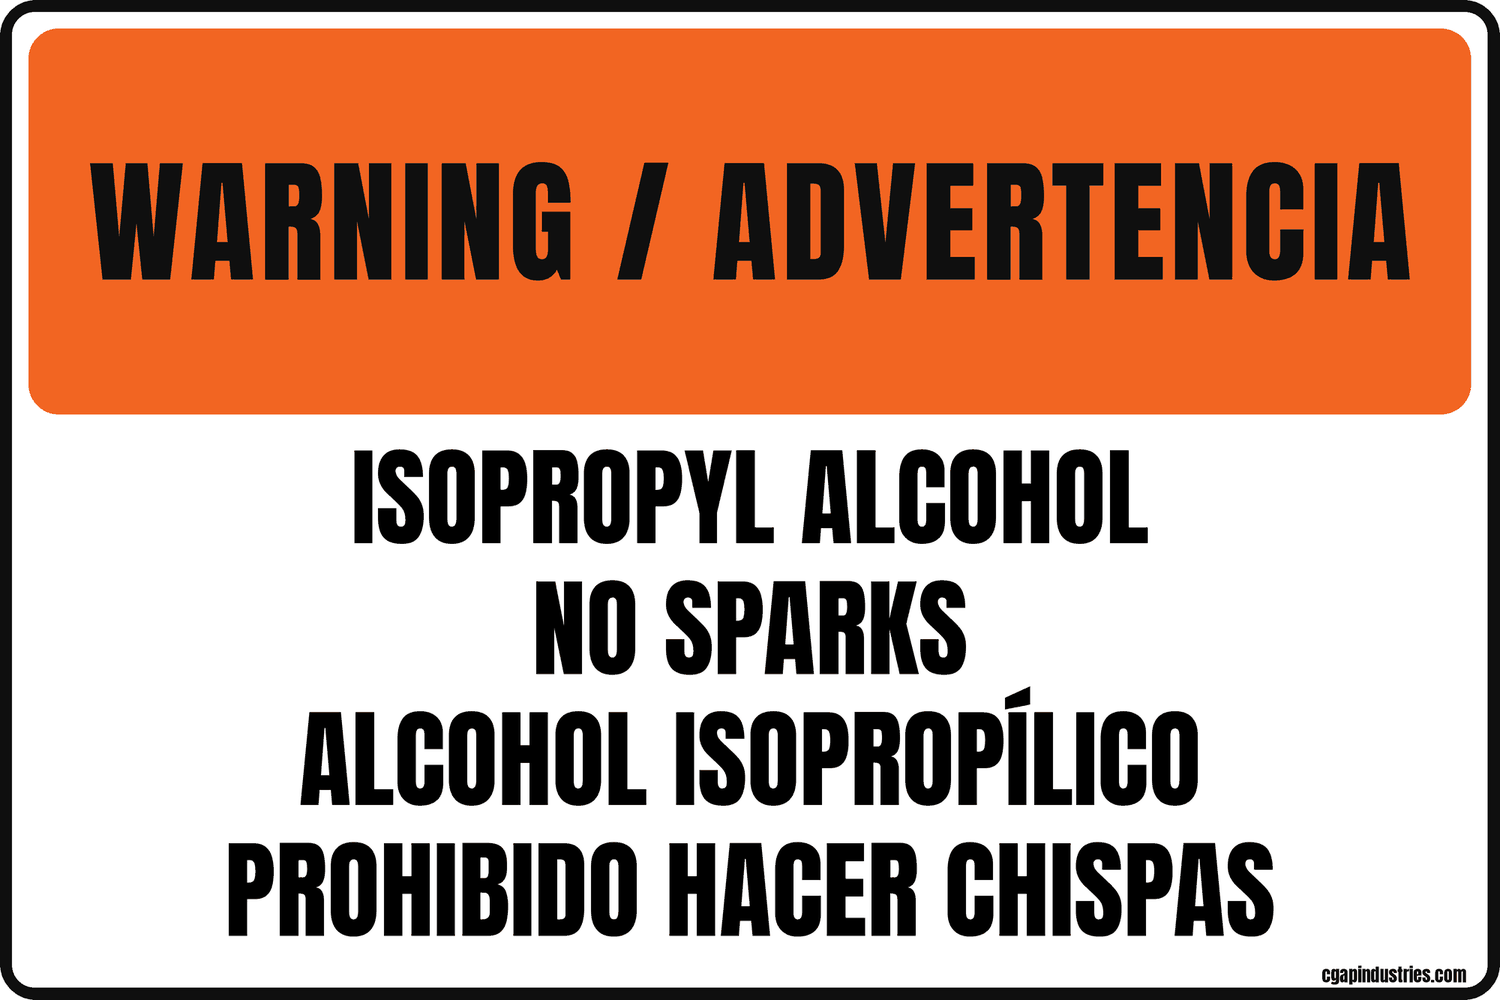 WARNING / ADVERTENCIA
ISOPROPYL ALCOHOL
NO SPARKS
ALCOHOL ISOPROPÍLICO
PROHIBIDO HACER CHISPAS
cgapindustries.com